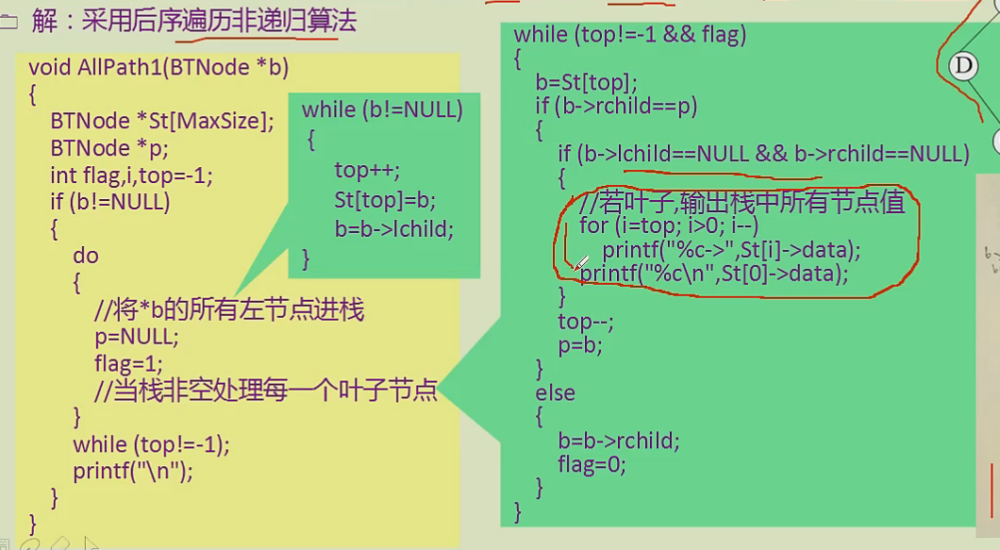 解：采用后序遍历非递归算法
void AllPath1(BTNode *b)
{
BTNode *St[MaxSize];
BTNode *p;
int flag,i,top=-1;
if (b!=NULL)
{
do
{
//将*b的所有左节点进栈
p=NULL;
flag=1;
//当栈非空处理每一个叶子节点
}
while (top!=-1);
printf("\n");
}
}
while (b!=NULL)
{
top++;
St[top]=b;
b=b->lchild;
}
while (top!=-1 && flag)
{
b=St[top];
if (b->rchild==p)
{
if (b->lchild==NULL && b->rchild==NULL)
{
//若叶子,输出栈中所有节点值
for (i=top; i>0; i--)
printf("%c->",St[i]->data);
printf("%c\n",St[0]->data);
}
top--;
p=b;
}
else
{
b=b->rchild;
flag=0;
}
}
D